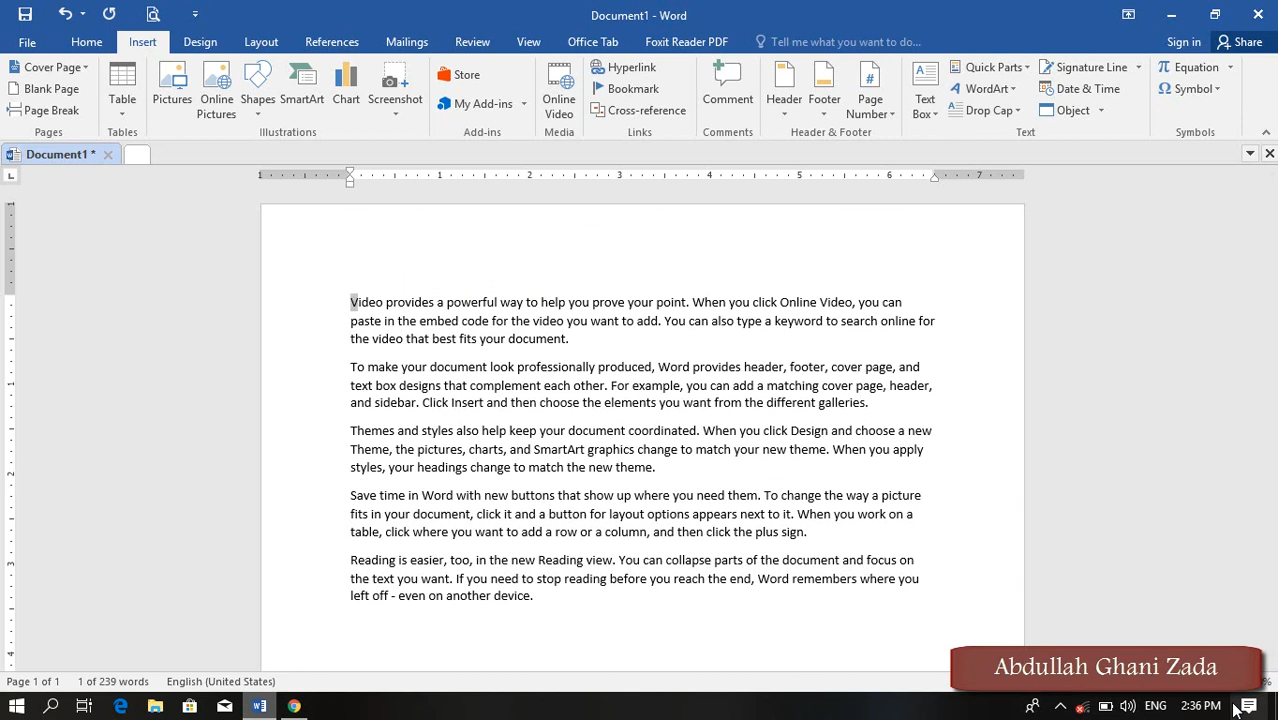 Document1 - Word
File Home Insert Design Layout References Mailings Review View Office Tab Foxit Reader PDF Tell me what you want to do... Sign in Share
Cover Page
Blank Page
Page Break
Pages
Table
Tables
Pictures
Online Pictures
Shapes
SmartArt
Chart
Screenshot
Illustrations
Store
My Add-ins
Add-ins
Online Video
Media
Hyperlink
Bookmark
Cross-reference
Links
Comment
Comments
Header
Footer
Page Number
Header & Footer
Text Box
Quick Parts
WordArt
Drop Cap
Signature Line
Date & Time
Object
Text
Equation
Symbol
Symbols
Document1 *
1 1 2 3 4 5 6 7
Video provides a powerful way to help you prove your point. When you click Online Video, you can
paste in the embed code for the video you want to add. You can also type a keyword to search online for
the video that best fits your document.
To make your document look professionally produced, Word provides header, footer, cover page, and
text box designs that complement each other. For example, you can add a matching cover page, header,
and sidebar. Click Insert and then choose the elements you want from the different galleries.
Themes and styles also help keep your document coordinated. When you click Design and choose a new
Theme, the pictures, charts, and SmartArt graphics change to match your new theme. When you apply
styles, your headings change to match the new theme.
Save time in Word with new buttons that show up where you need them. To change the way a picture
fits in your document, click it and a button for layout options appears next to it. When you work on a
table, click where you want to add a row or a column, and then click the plus sign.
Reading is easier, too, in the new Reading view. You can collapse parts of the document and focus on
the text you want. If you need to stop reading before you reach the end, Word remembers where you
left off - even on another device.
1
1
2
3
4
Abdullah Ghani Zada
Page 1 of 1 1 of 239 words English (United States) %
ENG 2:36 PM